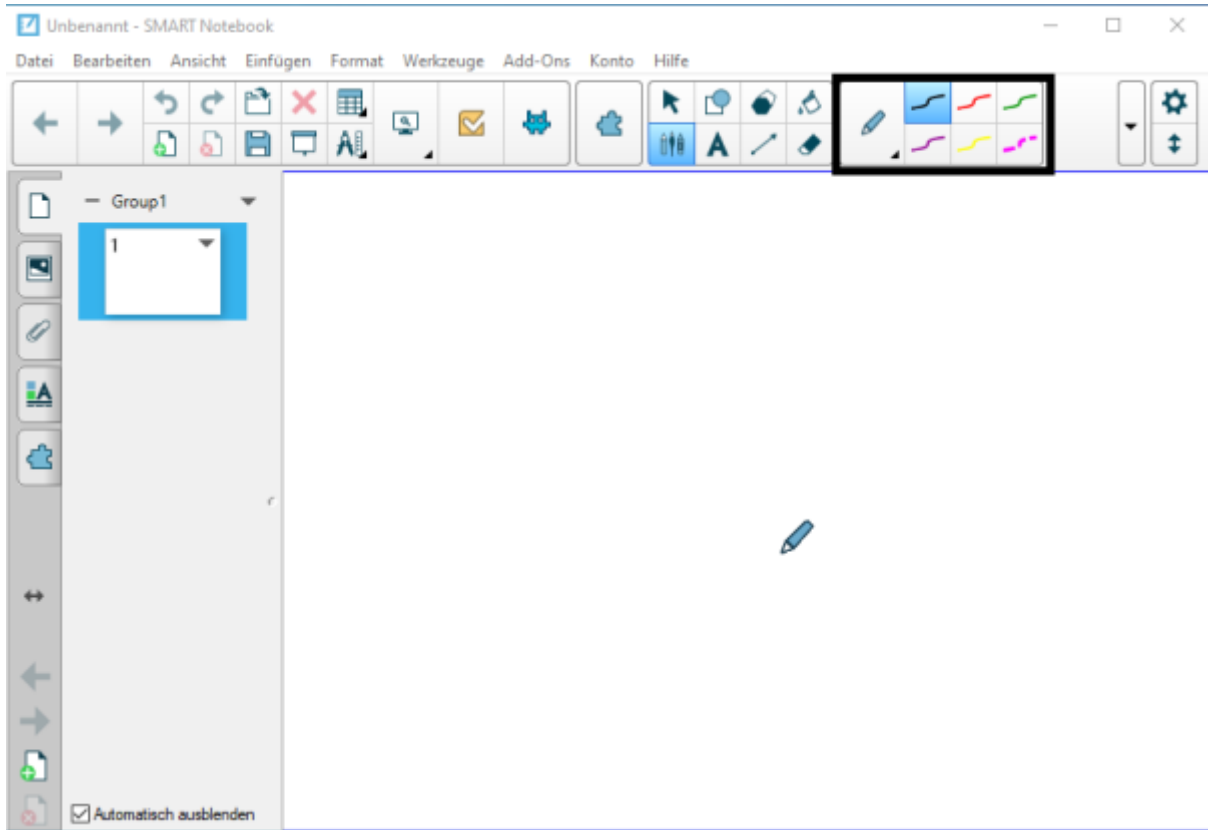 Unbenannt - SMART Notebook
Datei Bearbeiten Ansicht Einfügen Format Werkzeuge Add-Ons Konto Hilfe
Group1
1
Automatisch ausblenden